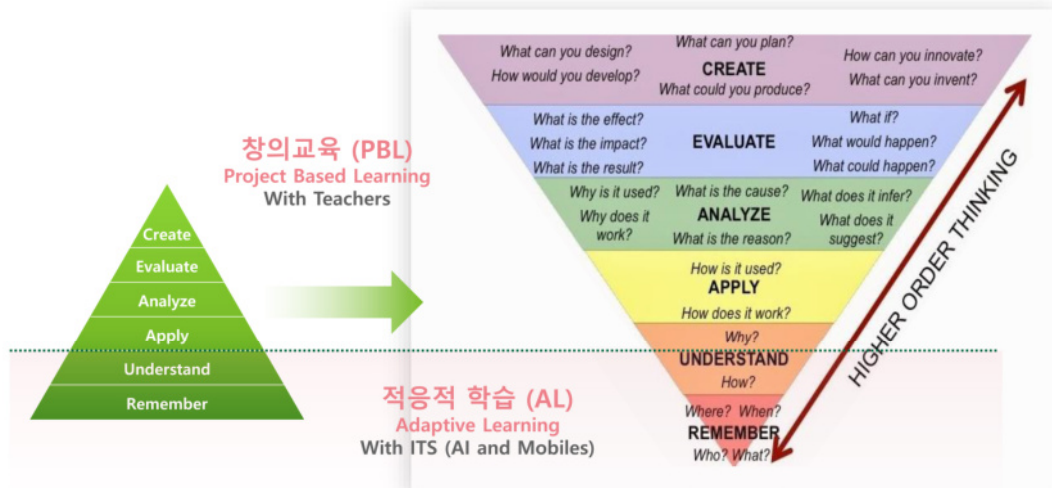 창의교육 (PBL)
Project Based Learning
With Teachers
Create
Evaluate
Analyze
Apply
Understand
Remember
적응적 학습 (AL)
Adaptive Learning
With ITS (AI and Mobiles)
What can you design?
How would you develop?
What can you plan?
CREATE
What could you produce?
How can you innovate?
What can you invent?
What is the effect?
What is the impact?
What is the result?
EVALUATE
What if?
What would happen?
What could happen?
Why is it used?
Why does it
work?
What is the cause?
ANALYZE
What is the reason?
What does it infer?
What does it
suggest?
How is it used?
APPLY
How does it work?
Why?
UNDERSTAND
How?
Where? When?
REMEMBER
Who? What?
HIGHER ORDER THINKING